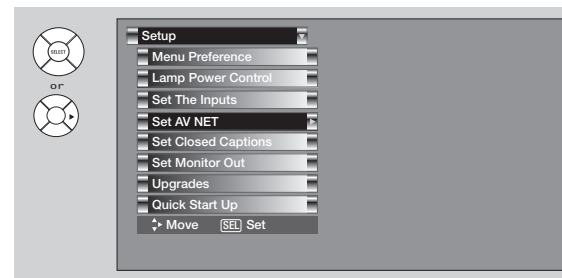 SELECT
or
Setup
Menu Preference
Lamp Power Control
Set The Inputs
Set AV NET
Set Closed Captions
Set Monitor Out
Upgrades
Quick Start Up
Move SEL Set